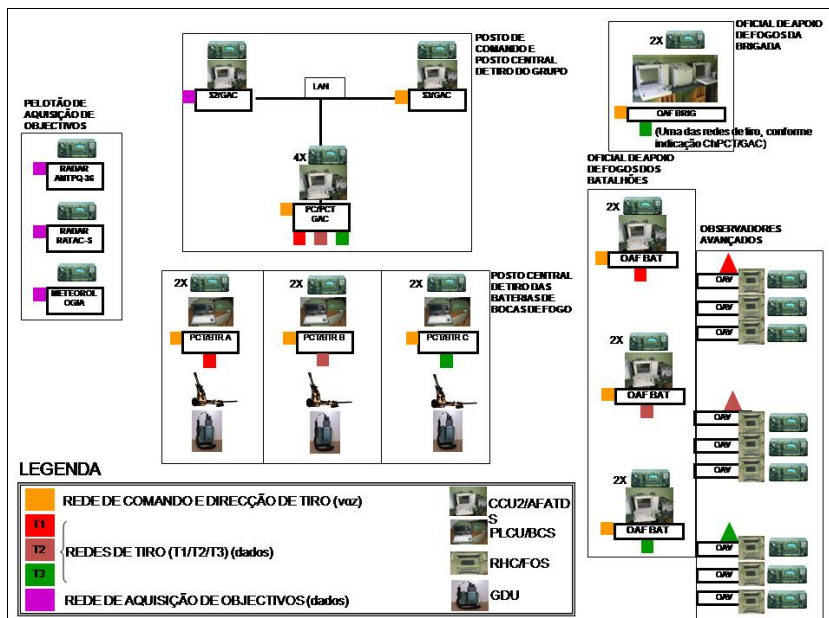 POSTO DE
COMANDO E
POSTO CENTRAL
DE TIRO DO GRUPO
LAN
S2/GAC
S3/GAC
4X
PC/PCT
GAC
OFICIAL DE APOIO
DE FOGOS DA
BRIGADA
2X
OAF BRIG
(Uma das redes de tiro, conforme
indicação ChPCT/GAC)
PELOTÃO DE
AQUISIÇÃO DE
OBJECTIVOS
RADAR
ANTPQ-36
RADAR
RATAC-S
METEOROL
OGIA
OFICIAL DE APOIO
DE FOGOS DOS
BATALHÕES
2X
OAF BAT
2X
OAF BAT
2X
OAF BAT
OBSERVADORES
AVANÇADOS
OAV
OAV
OAV
OAV
OAV
OAV
OAV
OAV
OAV
POSTO CENTRAL
DE TIRO DAS
BATERIAS DE
BOCAS DE FOGO
2X
PCT/BTR A
2X
PCT/BTR B
2X
PCT/BTR C
LEGENDA
REDE DE COMANDO E DIRECÇÃO DE TIRO (voz)
T1
T2
T3
REDES DE TIRO (T1/T2/T3) (dados)
REDE DE AQUISIÇÃO DE OBJECTIVOS (dados)
CCU2/AFATD
S
PLCU/BCS
RHC/FOS
GDU